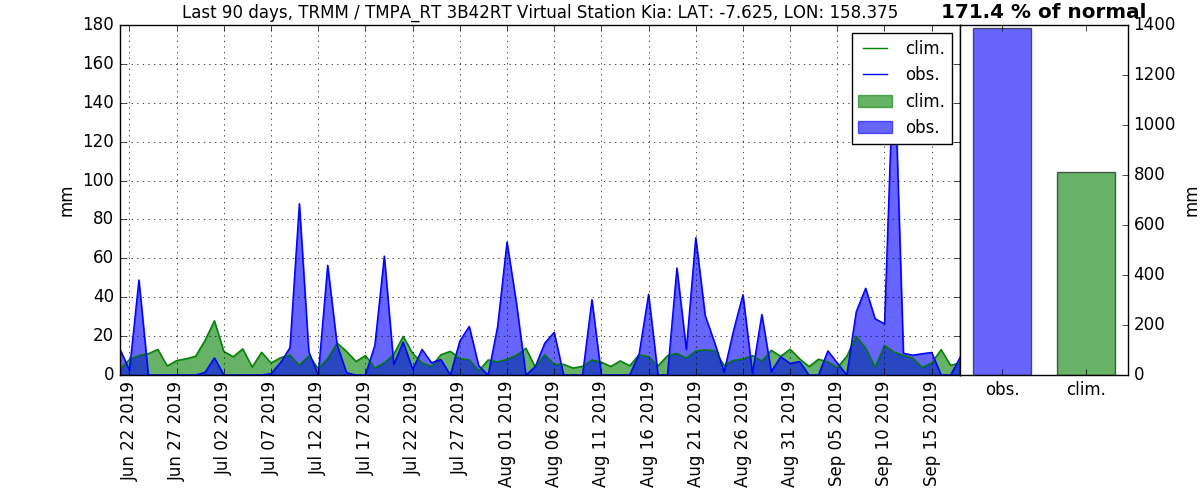 Last 90 days, TRMM / TMPA_RT 3B42RT Virtual Station Kia: LAT: -7.625, LON: 158.375
171.4 % of normal
180
160
140
120
100
80
60
40
20
0
mm
clim.
obs.
clim.
obs.
Jun 22 2019
Jun 27 2019
Jul 02 2019
Jul 07 2019
Jul 12 2019
Jul 17 2019
Jul 22 2019
Jul 27 2019
Aug 01 2019
Aug 06 2019
Aug 11 2019
Aug 16 2019
Aug 21 2019
Aug 26 2019
Aug 31 2019
Sep 05 2019
Sep 10 2019
Sep 15 2019
1400
1200
1000
800
600
400
200
0
mm
obs.
clim.